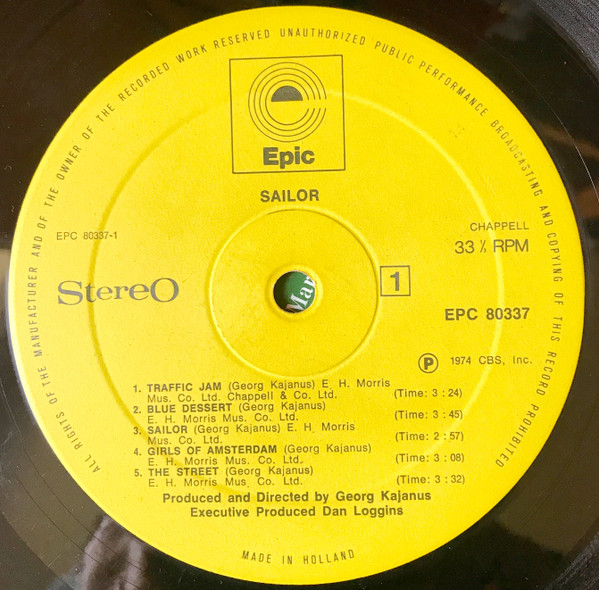 ALL RIGHTS OF THE MANUFACTURER AND OF THE OWNER OF THE RECORDED WORK RESERVED UNAUTHORIZED PUBLIC PERFORMANCE BROADCASTING AND COPYING OF THIS RECORD PROHIBITED
Epic
SAILOR
EPC 80337-1
CHAPPELL
33 ⅓ RPM
Stereo
Mar
1
EPC 80337
P 1974 CBS, Inc.
1. TRAFFIC JAM (Georg Kajanus) E. H. Morris
Mus. Co. Ltd. Chappell & Co. Ltd. (Time: 3 : 24)
2. BLUE DESSERT (Georg Kajanus)
E. H. Morris Mus. Co. Ltd. (Time: 3 : 45)
3. SAILOR (Georg Kajanus) E. H. Morris
Mus. Co. Ltd. (Time: 2 : 57)
4. GIRLS OF AMSTERDAM (Georg Kajanus)
E. H. Morris Mus. Co. Ltd. (Time: 3 : 08)
5. THE STREET (Georg Kajanus)
E. H. Morris Mus. Co. Ltd. (Time: 3 : 32)
Produced and Directed by Georg Kajanus
Executive Produced Dan Loggins
MADE IN HOLLAND